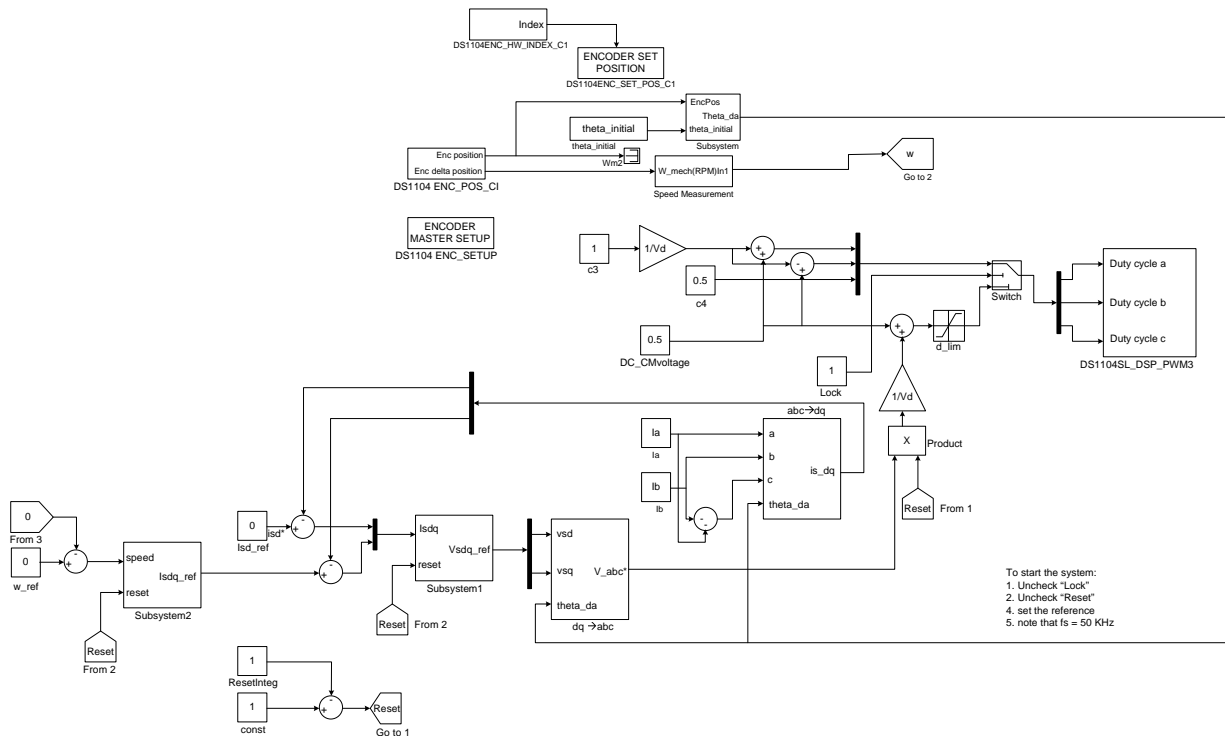 Index
DS1104ENC_HW_INDEX_C1
ENCODER SET
POSITION
DS1104ENC_SET_POS_C1
EncPos
Theta_da
theta_initial
Subsystem
theta_initial
theta_initial
Enc position
Enc delta position
DS1104 ENC_POS_CI
Wm2
W_mech(RPM)In1
Speed Measurement
w
Go to 2
ENCODER
MASTER SETUP
DS1104 ENC_SETUP
1
c3
1/Vd
+
+
-
+
0.5
c4
0.5
DC_CMvoltage
1
Lock
Switch
+
+
d_lim
Duty cycle a
Duty cycle b
Duty cycle c
DS1104SL_DSP_PWM3
1/Vd
X
Product
Reset
From 1
abc→dq
a
b
c
theta_da
is_dq
Ia
Ia
Ib
Ib
-
-
0
From 3
0
w_ref
-
+
speed
reset
Isdq_ref
Subsystem2
Reset
From 2
0
isd*
Isd_ref
-
+
-
+
Isdq
reset
Vsdq_ref
Subsystem1
Reset
From 2
vsd
vsq
theta_da
V_abc*
dq →abc
1
ResetInteg
1
const
-
+
Reset
Go to 1
To start the system:
1. Uncheck “Lock”
2. Uncheck “Reset”
4. set the reference
5. note that fs = 50 KHz